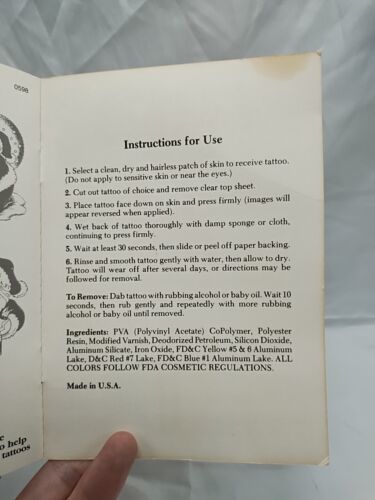 0598
Instructions for Use
1. Select a clean, dry and hairless patch of skin to receive tattoo.
(Do not apply to sensitive skin or near the eyes.)
2. Cut out tattoo of choice and remove clear top sheet.
3. Place tattoo face down on skin and press firmly (images will
appear reversed when applied).
4. Wet back of tattoo thoroughly with damp sponge or cloth,
continuing to press firmly.
5. Wait at least 30 seconds, then slide or peel off paper backing.
6. Rinse and smooth tattoo gently with water, then allow to dry.
Tattoo will wear off after several days, or directions may be
followed for removal.
To Remove: Dab tattoo with rubbing alcohol or baby oil. Wait 10
seconds, then rub gently and repeatedly with more rubbing
alcohol or baby oil until removed.
Ingredients: PVA (Polyvinyl Acetate) CoPolymer, Polyester
Resin, Modified Varnish, Deodorized Petroleum, Silicon Dioxide,
Aluminum Silicate, Iron Oxide, FD&C Yellow #5 & 6 Aluminum
Lake, D&C Red #7 Lake, FD&C Blue #1 Aluminum Lake. ALL
COLORS FOLLOW FDA COSMETIC REGULATIONS.
Made in U.S.A.
help
tattoos